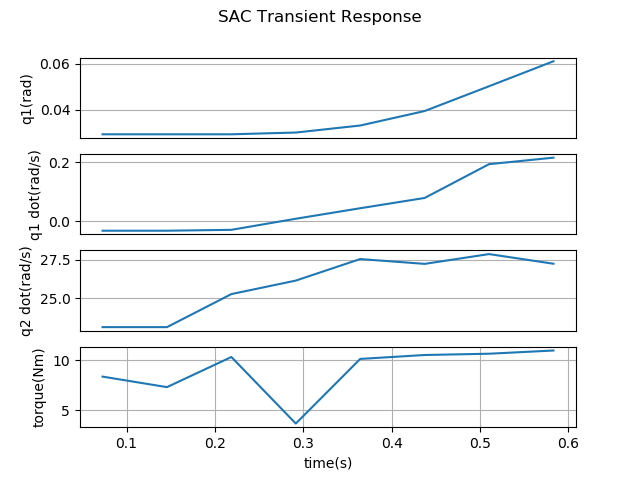 SAC Transient Response
0.06
0.04
q1(rad)
0.2
0.0
q1 dot(rad/s)
27.5
25.0
q2 dot(rad/s)
10
5
torque(Nm)
0.1 0.2 0.3 0.4 0.5 0.6
time(s)